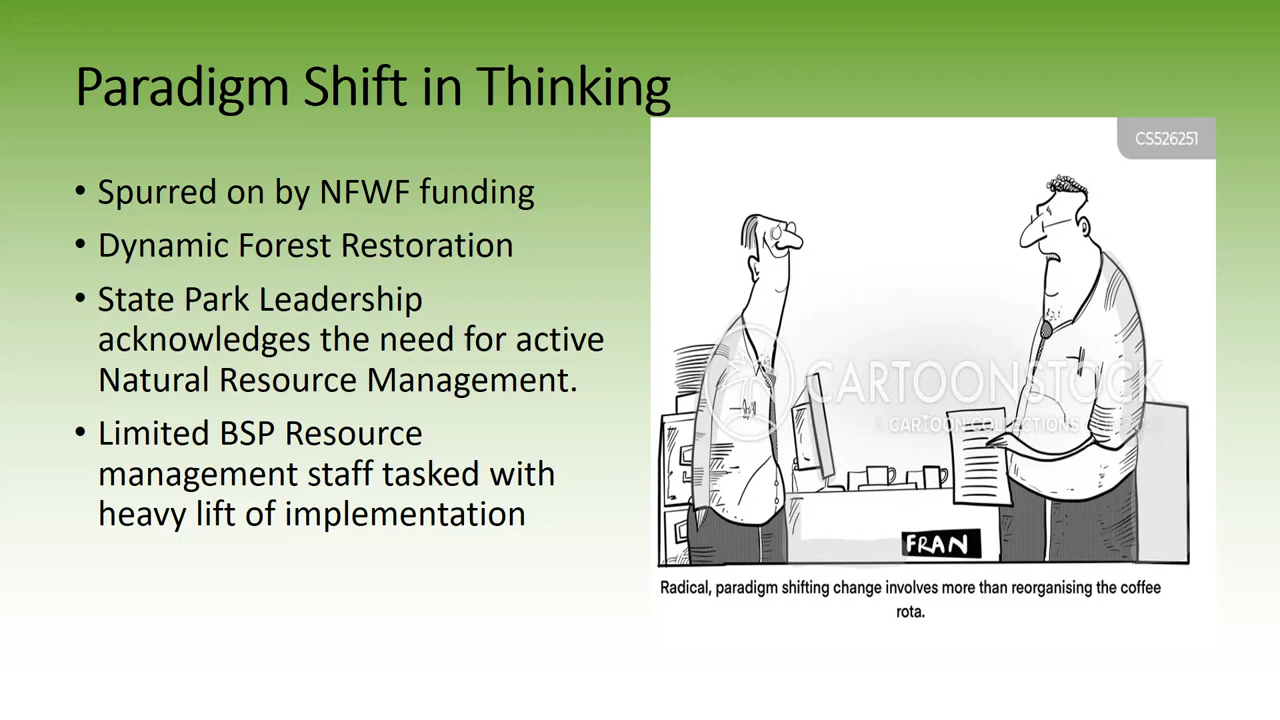 Paradigm Shift in Thinking
• Spurred on by NFWF funding
• Dynamic Forest Restoration
• State Park Leadership
acknowledges the need for active
Natural Resource Management.
• Limited BSP Resource
management staff tasked with
heavy lift of implementation
CS526251
CARTOONSTOCK
A CARTOON COLLECTIONS
FRAN
Radical, paradigm shifting change involves more than reorganising the coffee
rota.